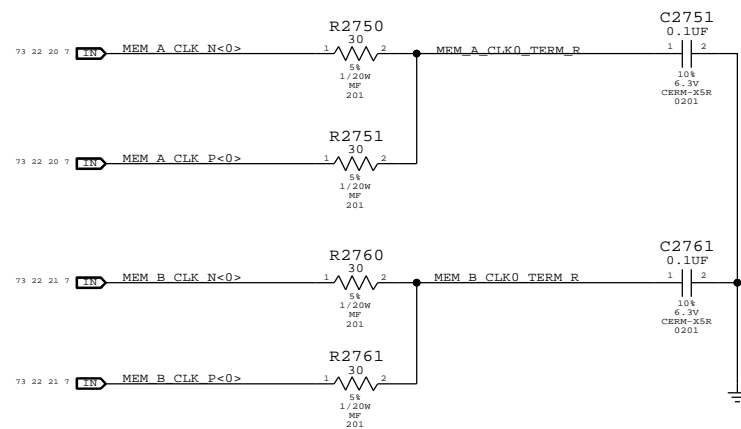 R2750
30
73 22 20 7 IN MEM_A_CLK_N<0> 1 2 MEM_A_CLK0_TERM_R
5%
1/20W
MF
201
C2751
0.1UF
1 2
10%
6.3V
CERM-X5R
0201
R2751
30
73 22 20 7 IN MEM_A_CLK_P<0> 1 2
5%
1/20W
MF
201
R2760
30
73 22 21 7 IN MEM_B_CLK_N<0> 1 2 MEM_B_CLK0_TERM_R
5%
1/20W
MF
201
C2761
0.1UF
1 2
10%
6.3V
CERM-X5R
0201
R2761
30
73 22 21 7 IN MEM_B_CLK_P<0> 1 2
5%
1/20W
MF
201